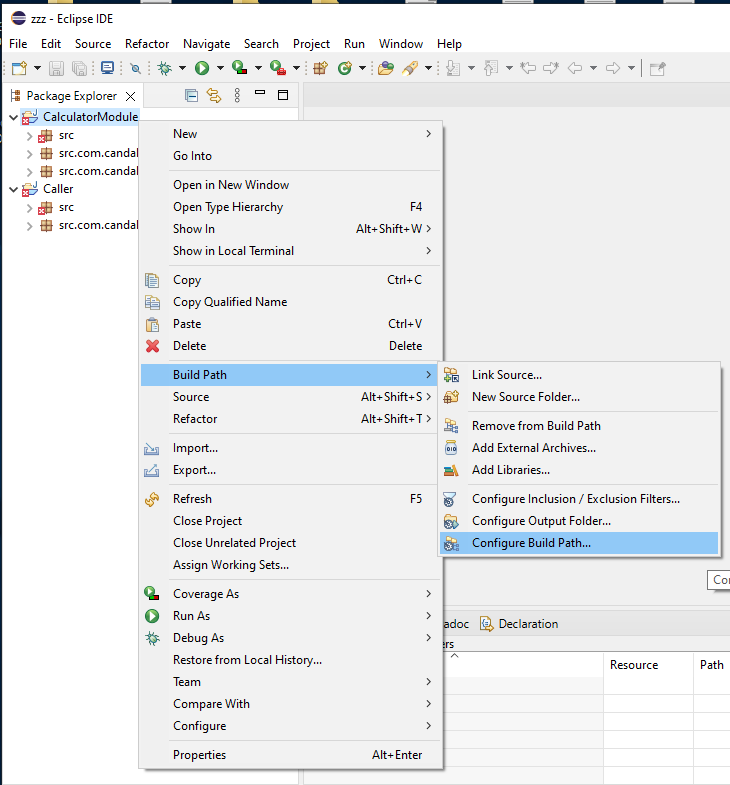 zzz - Eclipse IDE
File Edit Source Refactor Navigate Search Project Run Window Help
Package Explorer
CalculatorModule
src
src.com.candal
src.com.candal
Caller
src
src.com.candal
New
Go Into
Open in New Window
Open Type Hierarchy F4
Show In Alt+Shift+W
Show in Local Terminal
Copy Ctrl+C
Copy Qualified Name
Paste Ctrl+V
Delete Delete
Build Path
Source Alt+Shift+S
Refactor Alt+Shift+T
Import...
Export...
Refresh F5
Close Project
Close Unrelated Project
Assign Working Sets...
Coverage As
Run As
Debug As
Restore from Local History...
Team
Compare With
Configure
Properties Alt+Enter
Link Source...
New Source Folder...
Remove from Build Path
Add External Archives...
Add Libraries...
Configure Inclusion / Exclusion Filters...
Configure Output Folder...
Configure Build Path...
Con
adoc Declaration
ers
Resource Path